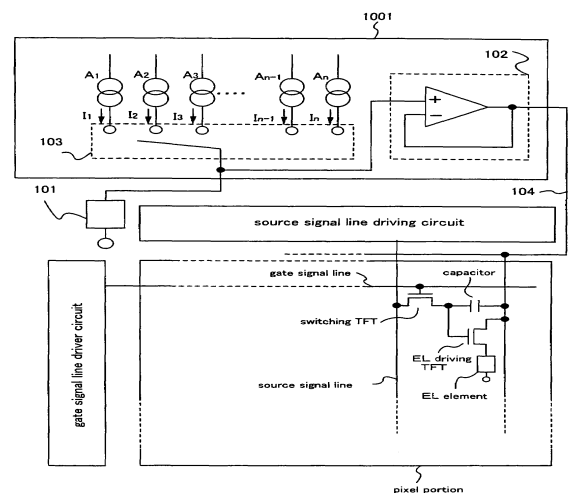 1001
A1 A2 A3 An-1 An
102
I1 I2 I3 In-1 In
103
101
104
source signal line driving circuit
gate signal line
capacitor
switching TFT
gate signal line driver circuit
EL driving
TFT
source signal line
EL element
pixel portion